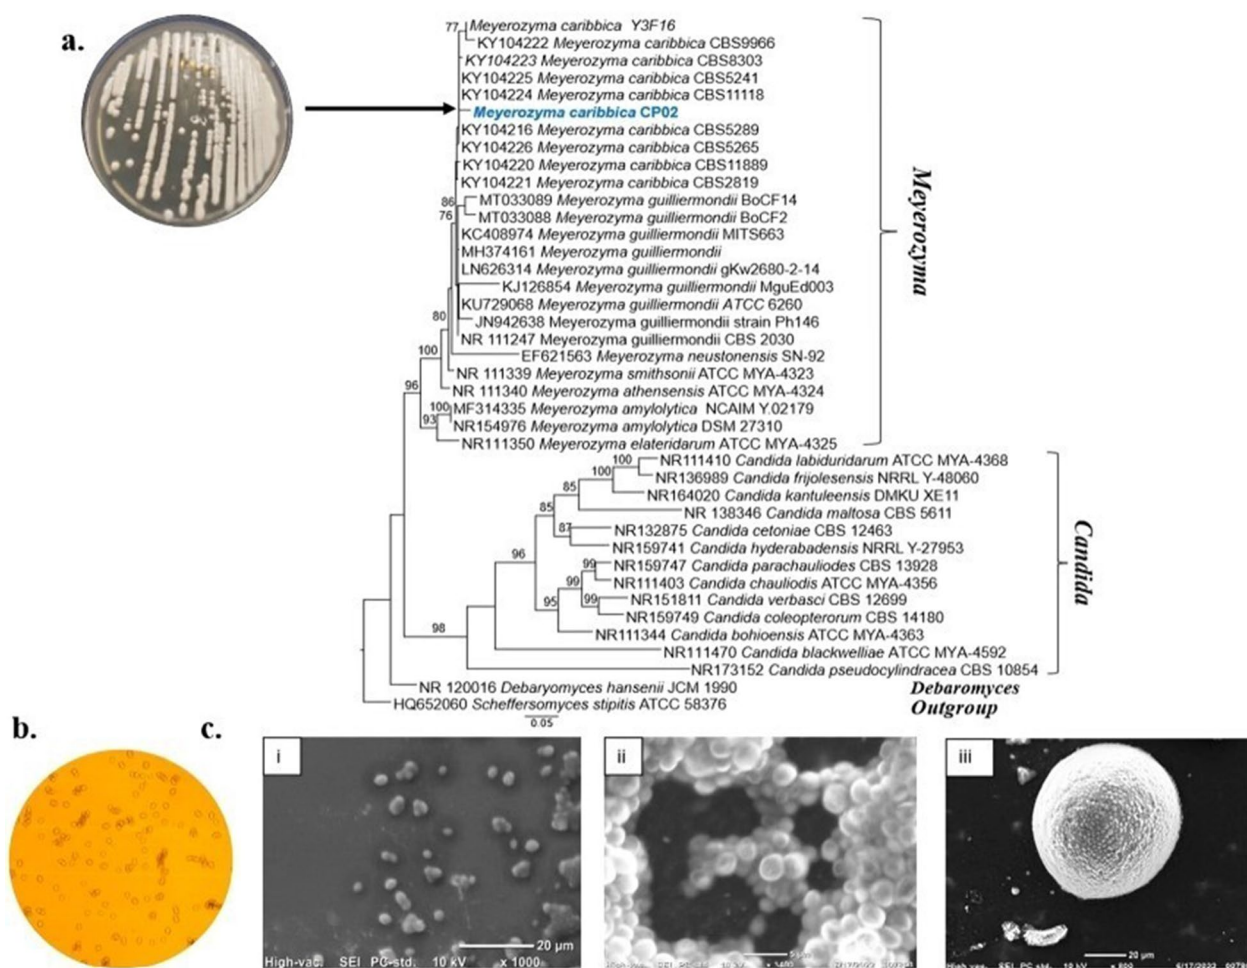 a.
77
Meyerozyma caribbica Y3F16
KY104222 Meyerozyma caribbica CBS9966
KY104223 Meyerozyma caribbica CBS8303
KY104225 Meyerozyma caribbica CBS5241
KY104224 Meyerozyma caribbica CBS11118
Meyerozyma caribbica CP02
KY104216 Meyerozyma caribbica CBS5289
KY104226 Meyerozyma caribbica CBS5265
KY104220 Meyerozyma caribbica CBS11889
KY104221 Meyerozyma caribbica CBS2819
86
MT033089 Meyerozyma guilliermondii BoCF14
76
MT033088 Meyerozyma guilliermondii BoCF2
KC408974 Meyerozyma guilliermondii MITS663
MH374161 Meyerozyma guilliermondii
LN626314 Meyerozyma guilliermondii gKw2680-2-14
KJ126854 Meyerozyma guilliermondii MguEd003
KU729068 Meyerozyma guilliermondii ATCC 6260
80
JN942638 Meyerozyma guilliermondii strain Ph146
NR 111247 Meyerozyma guilliermondii CBS 2030
100
EF621563 Meyerozyma neustonensis SN-92
NR 111339 Meyerozyma smithsonii ATCC MYA-4323
96
NR 111340 Meyerozyma athensensis ATCC MYA-4324
100
MF314335 Meyerozyma amylolytica NCAIM Y.02179
93
NR154976 Meyerozyma amylolytica DSM 27310
NR111350 Meyerozyma elateridarum ATCC MYA-4325
Meyerozyma
100
NR111410 Candida labiduridarum ATCC MYA-4368
100
NR136989 Candida frijolesensis NRRL Y-48060
85
NR164020 Candida kantuleensis DMKU XE11
85
NR 138346 Candida maltosa CBS 5611
87
NR132875 Candida cetoniae CBS 12463
NR159741 Candida hyderabadensis NRRL Y-27953
96
99
NR159747 Candida parachauliodes CBS 13928
99
NR111403 Candida chauliodis ATCC MYA-4356
95
99
NR151811 Candida verbasci CBS 12699
NR159749 Candida coleopterorum CBS 14180
98
NR111344 Candida bohioensis ATCC MYA-4363
NR111470 Candida blackwelliae ATCC MYA-4592
NR173152 Candida pseudocylindracea CBS 10854
Candida
NR 120016 Debaryomyces hansenii JCM 1990
Debaromyces
HQ652060 Scheffersomyces stipitis ATCC 58376
Outgroup
0.05
b.
c.
i
20 μm
High-vac. SEI PC-std. 10 kV x 1000
ii
High-vac. SEI PC-std. 10 kV
iii
20 μm
High-vac. SEI PC-std. 10 kV x 800